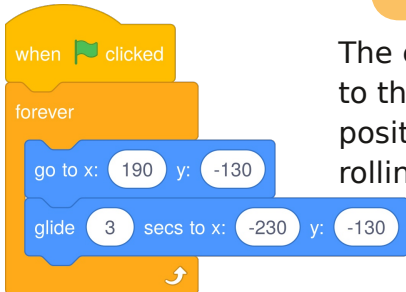 when clicked
forever
go to x: 190 y: -130
glide 3 secs to x: -230 y: -130
The
to th
posit
rollin